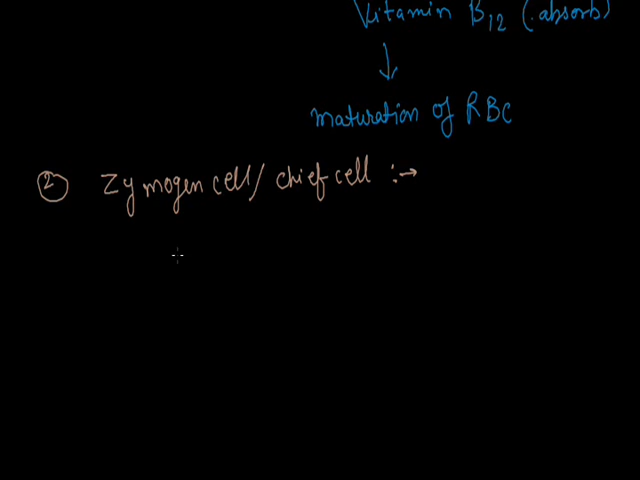 Vitamin B12 (absorb)
↓
maturation of RBC
② Zymogen cell / chief cell :→